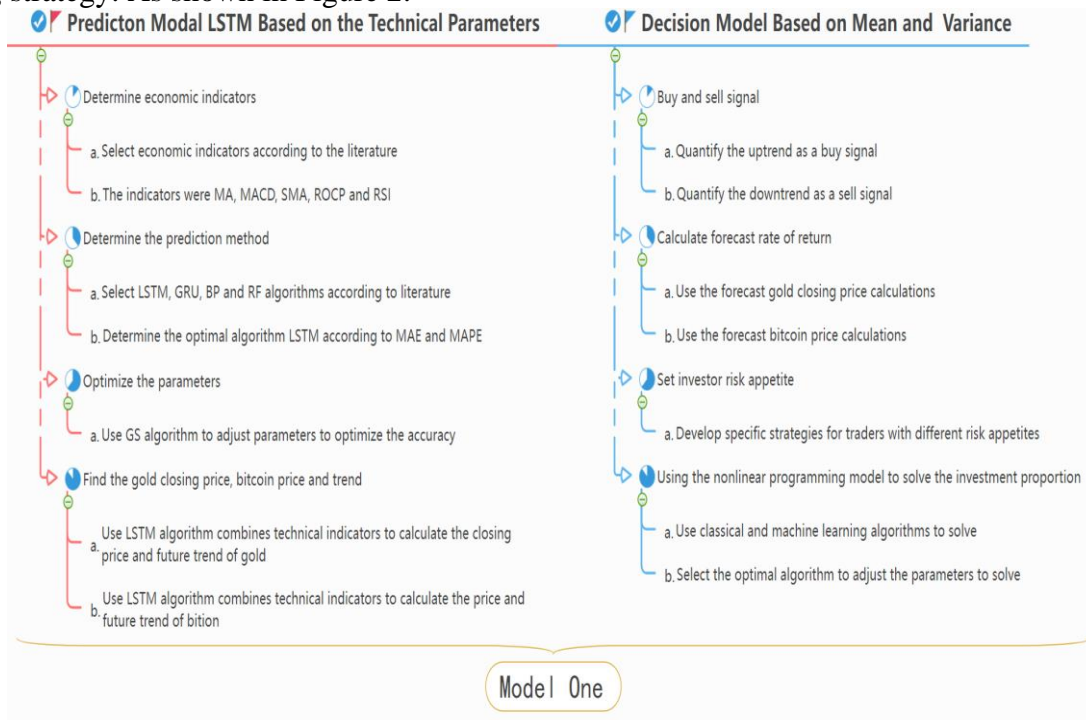 g strategy. As shown in Figure 2.
Predicton Modal LSTM Based on the Technical Parameters
Determine economic indicators
a. Select economic indicators according to the literature
b. The indicators were MA, MACD, SMA, ROCP and RSI
Determine the prediction method
a. Select LSTM, GRU, BP and RF algorithms according to literature
b. Determine the optimal algorithm LSTM according to MAE and MAPE
Optimize the parameters
a. Use GS algorithm to adjust parameters to optimize the accuracy
Find the gold closing price, bitcoin price and trend
a. Use LSTM algorithm combines technical indicators to calculate the closing
price and future trend of gold
b. Use LSTM algorithm combines technical indicators to calculate the price and
future trend of bition
Decision Model Based on Mean and Variance
Buy and sell signal
a. Quantify the uptrend as a buy signal
b. Quantify the downtrend as a sell signal
Calculate forecast rate of return
a. Use the forecast gold closing price calculations
b. Use the forecast bitcoin price calculations
Set investor risk appetite
a. Develop specific strategies for traders with different risk appetites
Using the nonlinear programming model to solve the investment proportion
a. Use classical and machine learning algorithms to solve
b. Select the optimal algorithm to adjust the parameters to solve
Model One